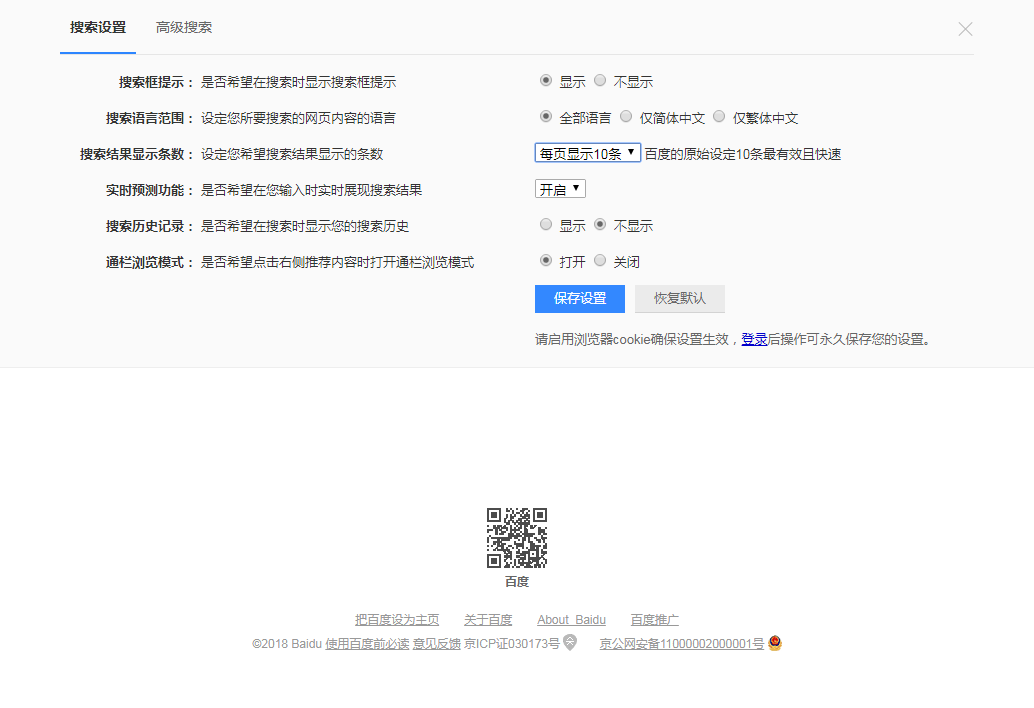 搜索设置 高级搜索
搜索框提示： 是否希望在搜索时显示搜索框提示 显示 不显示
搜索语言范围： 设定您所要搜索的网页内容的语言 全部语言 仅简体中文 仅繁体中文
搜索结果显示条数： 设定您希望搜索结果显示的条数 每页显示10条 百度的原始设定10条最有效且快速
实时预测功能： 是否希望在您输入时实时展现搜索结果 开启
搜索历史记录： 是否希望在搜索时显示您的搜索历史 显示 不显示
通栏浏览模式： 是否希望点击右侧推荐内容时打开通栏浏览模式 打开 关闭
保存设置 恢复默认
请启用浏览器cookie确保设置生效，登录后操作可永久保存您的设置。
百度
把百度设为主页 关于百度 About Baidu 百度推广
©2018 Baidu 使用百度前必读 意见反馈 京ICP证030173号 京公网安备11000002000001号